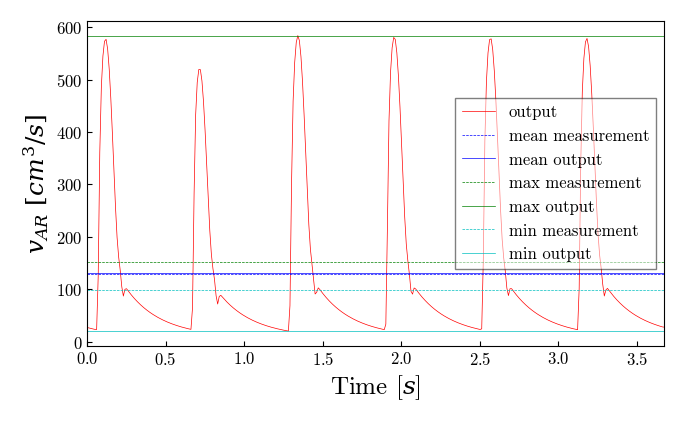 600
500
400
300
200
100
0
v_{AR} [cm^3/s]
output
mean measurement
mean output
max measurement
max output
min measurement
min output
0.0 0.5 1.0 1.5 2.0 2.5 3.0 3.5
Time [s]